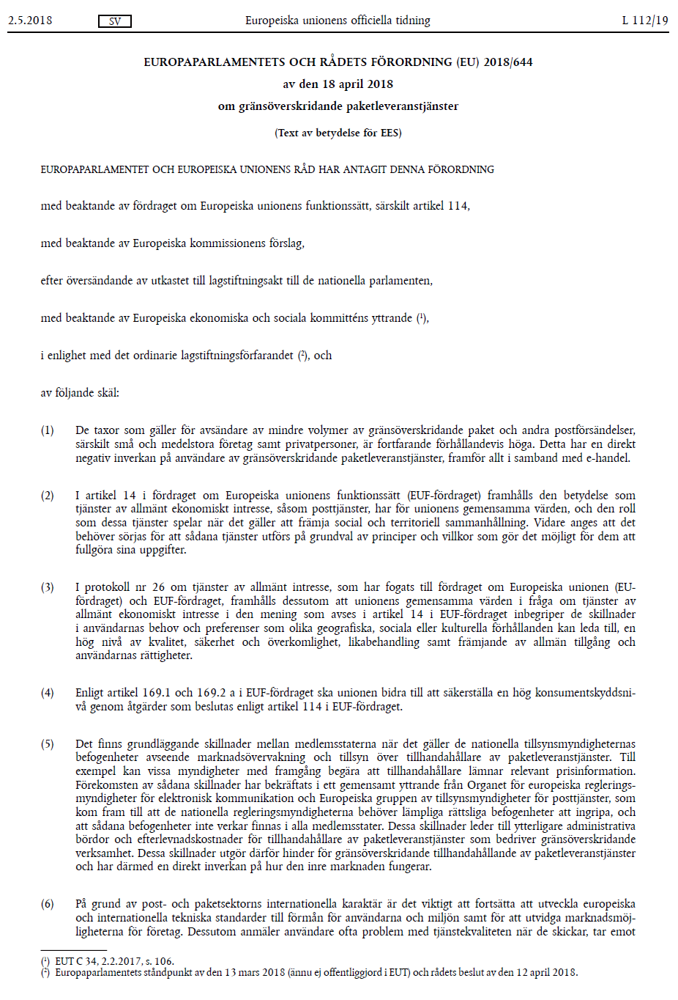 2.5.2018 SV Europeiska unionens officiella tidning L 112/19
EUROPAPARLAMENTETS OCH RÅDETS FÖRORDNING (EU) 2018/644
av den 18 april 2018
om gränsöverskridande paketleveranstjänster
(Text av betydelse för EES)
EUROPAPARLAMENTET OCH EUROPEISKA UNIONENS RÅD HAR ANTAGIT DENNA FÖRORDNING
med beaktande av fördraget om Europeiska unionens funktionssätt, särskilt artikel 114,
med beaktande av Europeiska kommissionens förslag,
efter översändande av utkastet till lagstiftningsakt till de nationella parlamenten,
med beaktande av Europeiska ekonomiska och sociala kommitténs yttrande (¹),
i enlighet med det ordinarie lagstiftningsförfarandet (²), och
av följande skäl:
(1) De taxor som gäller för avsändare av mindre volymer av gränsöverskridande paket och andra postförsändelser,
särskilt små och medelstora företag samt privatpersoner, är fortfarande förhållandevis höga. Detta har en direkt
negativ inverkan på användare av gränsöverskridande paketleveranstjänster, framför allt i samband med e-handel.
(2) I artikel 14 i fördraget om Europeiska unionens funktionssätt (EUF-fördraget) framhålls den betydelse som
tjänster av allmänt ekonomiskt intresse, såsom posttjänster, har för unionens gemensamma värden, och den roll
som dessa tjänster spelar när det gäller att främja social och territoriell sammanhållning. Vidare anges att det
behöver sörjas för att sådana tjänster utförs på grundval av principer och villkor som gör det möjligt för dem att
fullgöra sina uppgifter.
(3) I protokoll nr 26 om tjänster av allmänt intresse, som har fogats till fördraget om Europeiska unionen (EU-
fördraget) och EUF-fördraget, framhålls dessutom att unionens gemensamma värden i fråga om tjänster av
allmänt ekonomiskt intresse i den mening som avses i artikel 14 i EUF-fördraget inbegriper de skillnader
i användarnas behov och preferenser som olika geografiska, sociala eller kulturella förhållanden kan leda till, en
hög nivå av kvalitet, säkerhet och överkomlighet, likabehandling samt främjande av allmän tillgång och
användarnas rättigheter.
(4) Enligt artikel 169.1 och 169.2 a i EUF-fördraget ska unionen bidra till att säkerställa en hög konsumentskyddsni-
vå genom åtgärder som beslutas enligt artikel 114 i EUF-fördraget.
(5) Det finns grundläggande skillnader mellan medlemsstaterna när det gäller de nationella tillsynsmyndigheternas
befogenheter avseende marknadsövervakning och tillsyn över tillhandahållare av paketleveranstjänster. Till
exempel kan vissa myndigheter med framgång begära att tillhandahållare lämnar relevant prisinformation.
Förekomsten av sådana skillnader har bekräftats i ett gemensamt yttrande från Organet för europeiska reglerings-
myndigheter för elektronisk kommunikation och Europeiska gruppen av tillsynsmyndigheter för posttjänster, som
kom fram till att de nationella regleringsmyndigheterna behöver lämpliga rättsliga befogenheter att ingripa, och
att sådana befogenheter inte verkar finnas i alla medlemsstater. Dessa skillnader leder till ytterligare administrativa
bördor och efterlevnadskostnader för tillhandahållare av paketleveranstjänster som bedriver gränsöverskridande
verksamhet. Dessa skillnader utgör därför hinder för gränsöverskridande tillhandahållande av paketleveranstjänster
och har därmed en direkt inverkan på hur den inre marknaden fungerar.
(6) På grund av post- och paketsektorns internationella karaktär är det viktigt att fortsätta att utveckla europeiska
och internationella tekniska standarder till förmån för användarna och miljön samt för att utvidga marknadsmöj-
ligheterna för företag. Dessutom anmäler användare ofta problem med tjänstekvaliteten när de skickar, tar emot
(¹) EUT C 34, 2.2.2017, s. 106.
(²) Europaparlamentets ståndpunkt av den 13 mars 2018 (ännu ej offentliggjord i EUT) och rådets beslut av den 12 april 2018.